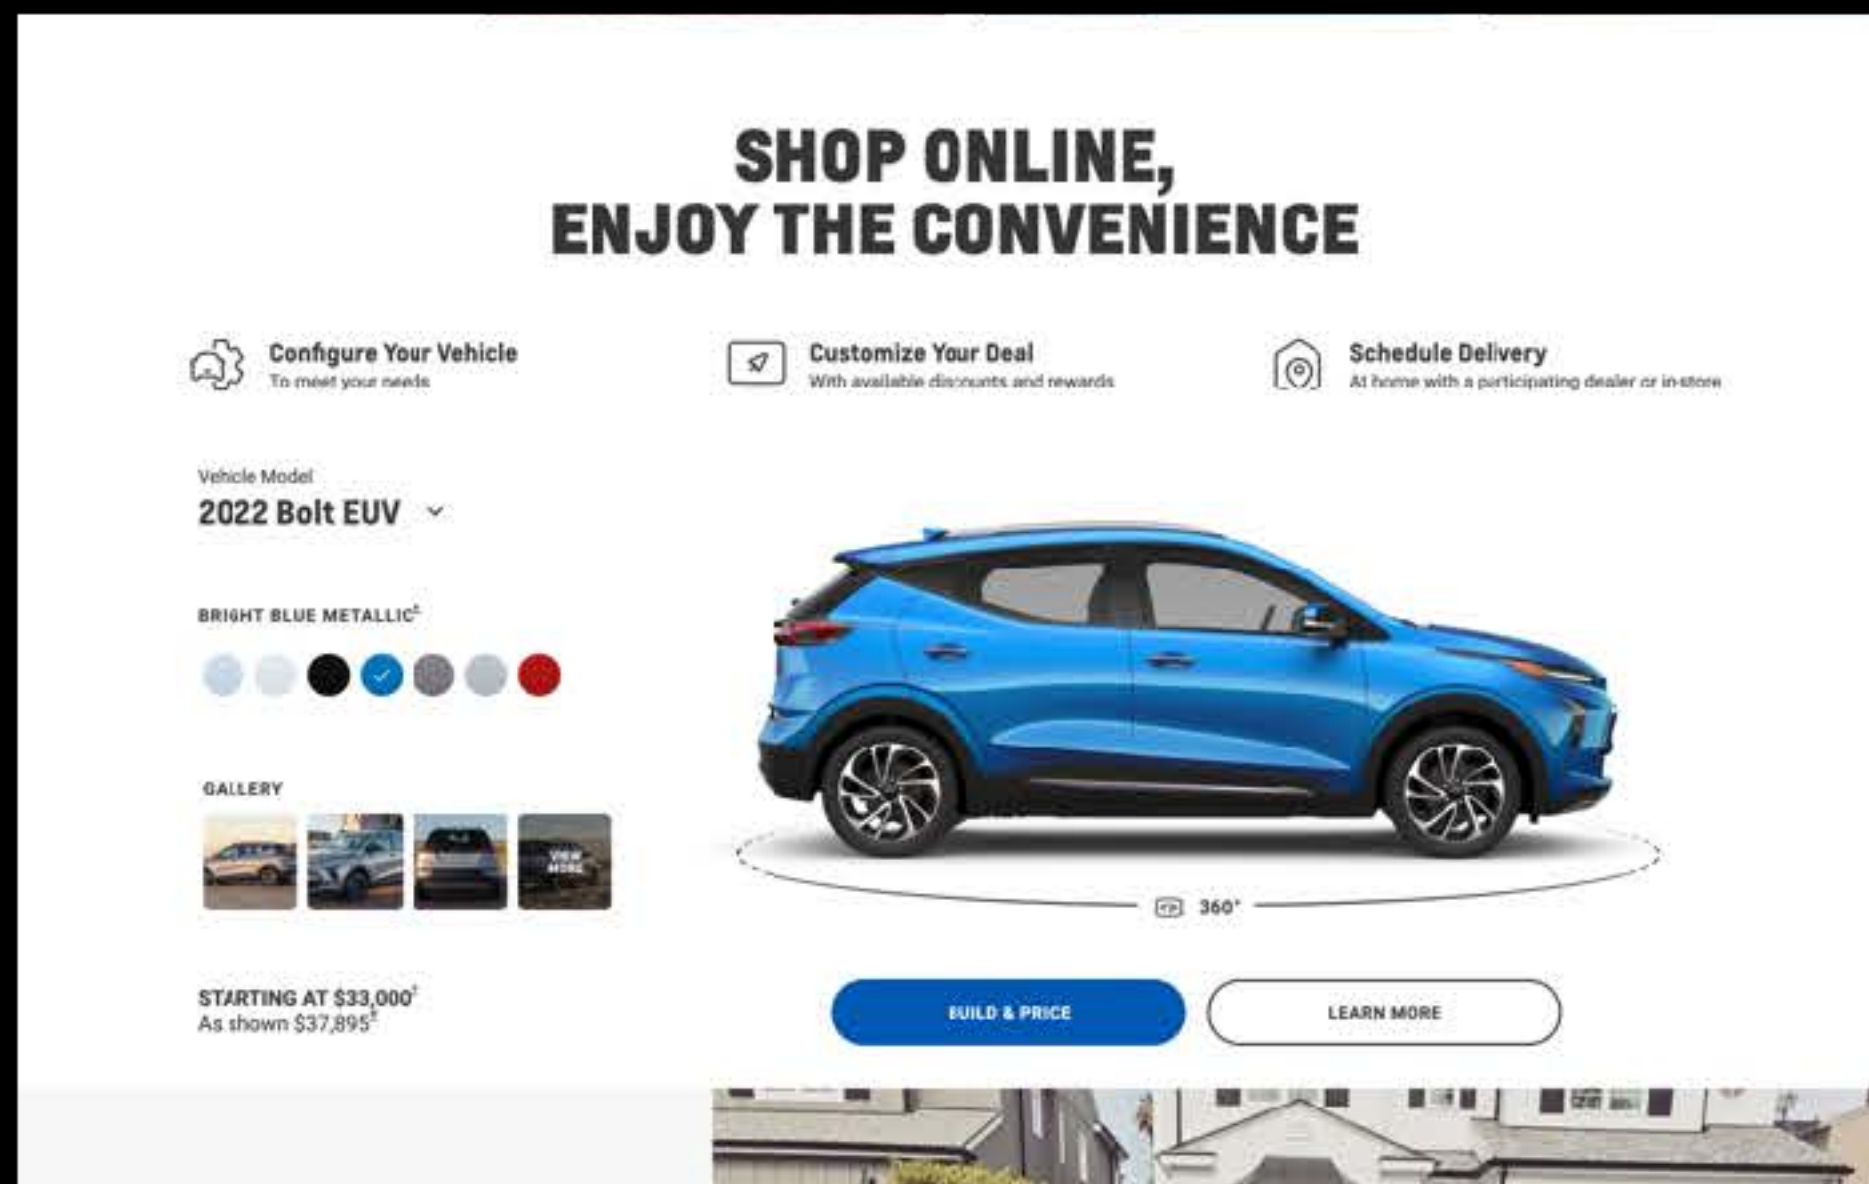 SHOP ONLINE,
ENJOY THE CONVENIENCE
Configure Your Vehicle
To meet your needs
Customize Your Deal
With available discounts and rewards
Schedule Delivery
At home with a participating dealer or in-store
Vehicle Model
2022 Bolt EUV
BRIGHT BLUE METALLIC±
GALLERY
VIEW
MORE
360°
STARTING AT $33,000‡
As shown $37,895‡
BUILD & PRICE
LEARN MORE